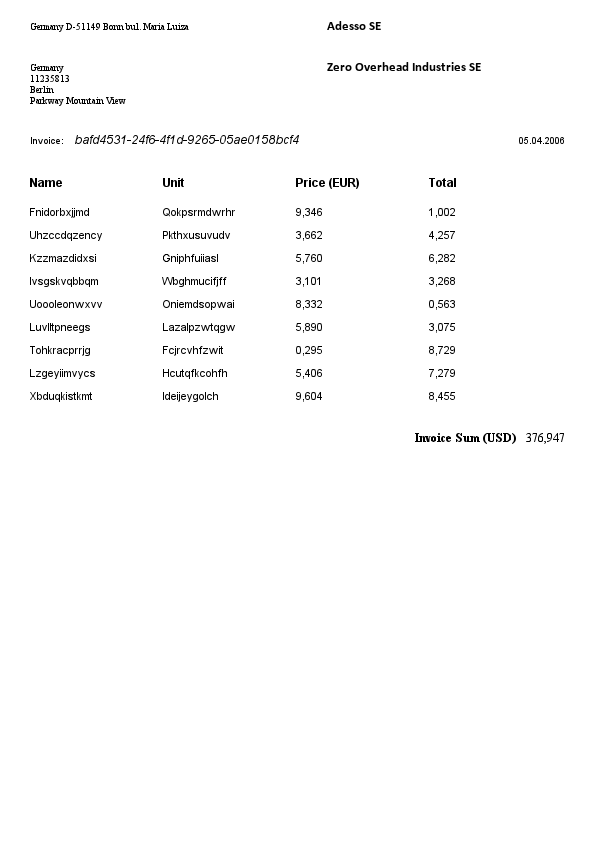 Germany D-51149 Bonn bul. Maria Luiza Adesso SE
Germany Zero Overhead Industries SE
11235813
Berlin
Parkway Mountain View
Invoice: bafd4531-24f6-4f1d-9265-05ae0158bcf4 05.04.2006
Name Unit Price (EUR) Total
Fnidorbxjjmd Qokpsrmdwrhr 9,346 1,002
Uhzccdqzency Pkthxusuvudv 3,662 4,257
Kzzmazdidxsi Gniphfuiiasl 5,760 6,282
Ivsgskvqbbqm Wbghmucifjff 3,101 3,268
Uoooleonwxvv Oniemdsopwai 8,332 0,563
Luvlltpneegs Lazalpzwtqgw 5,890 3,075
Tohkracprrjg Fcjrcvhfzwit 0,295 8,729
Lzgeyiimvycs Hcutqfkcohfh 5,406 7,279
Xbduqkistkmt Ideijeygolch 9,604 8,455
Invoice Sum (USD) 376,947